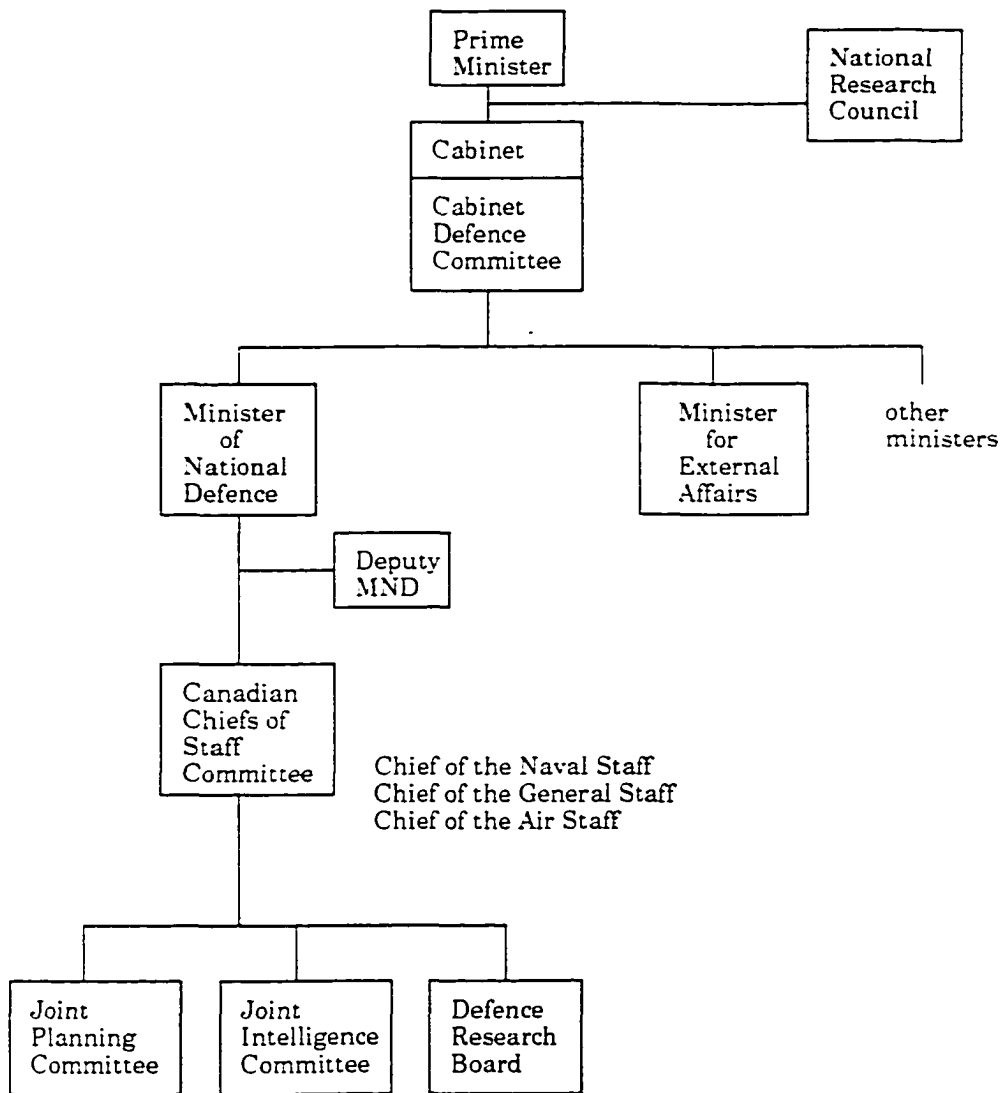 Prime
Minister
National
Research
Council
Cabinet
Cabinet
Defence
Committee
Minister
of
National
Defence
Minister
for
External
Affairs
other
ministers
Deputy
MND
Canadian
Chiefs of
Staff
Committee
Chief of the Naval Staff
Chief of the General Staff
Chief of the Air Staff
Joint
Planning
Committee
Joint
Intelligence
Committee
Defence
Research
Board